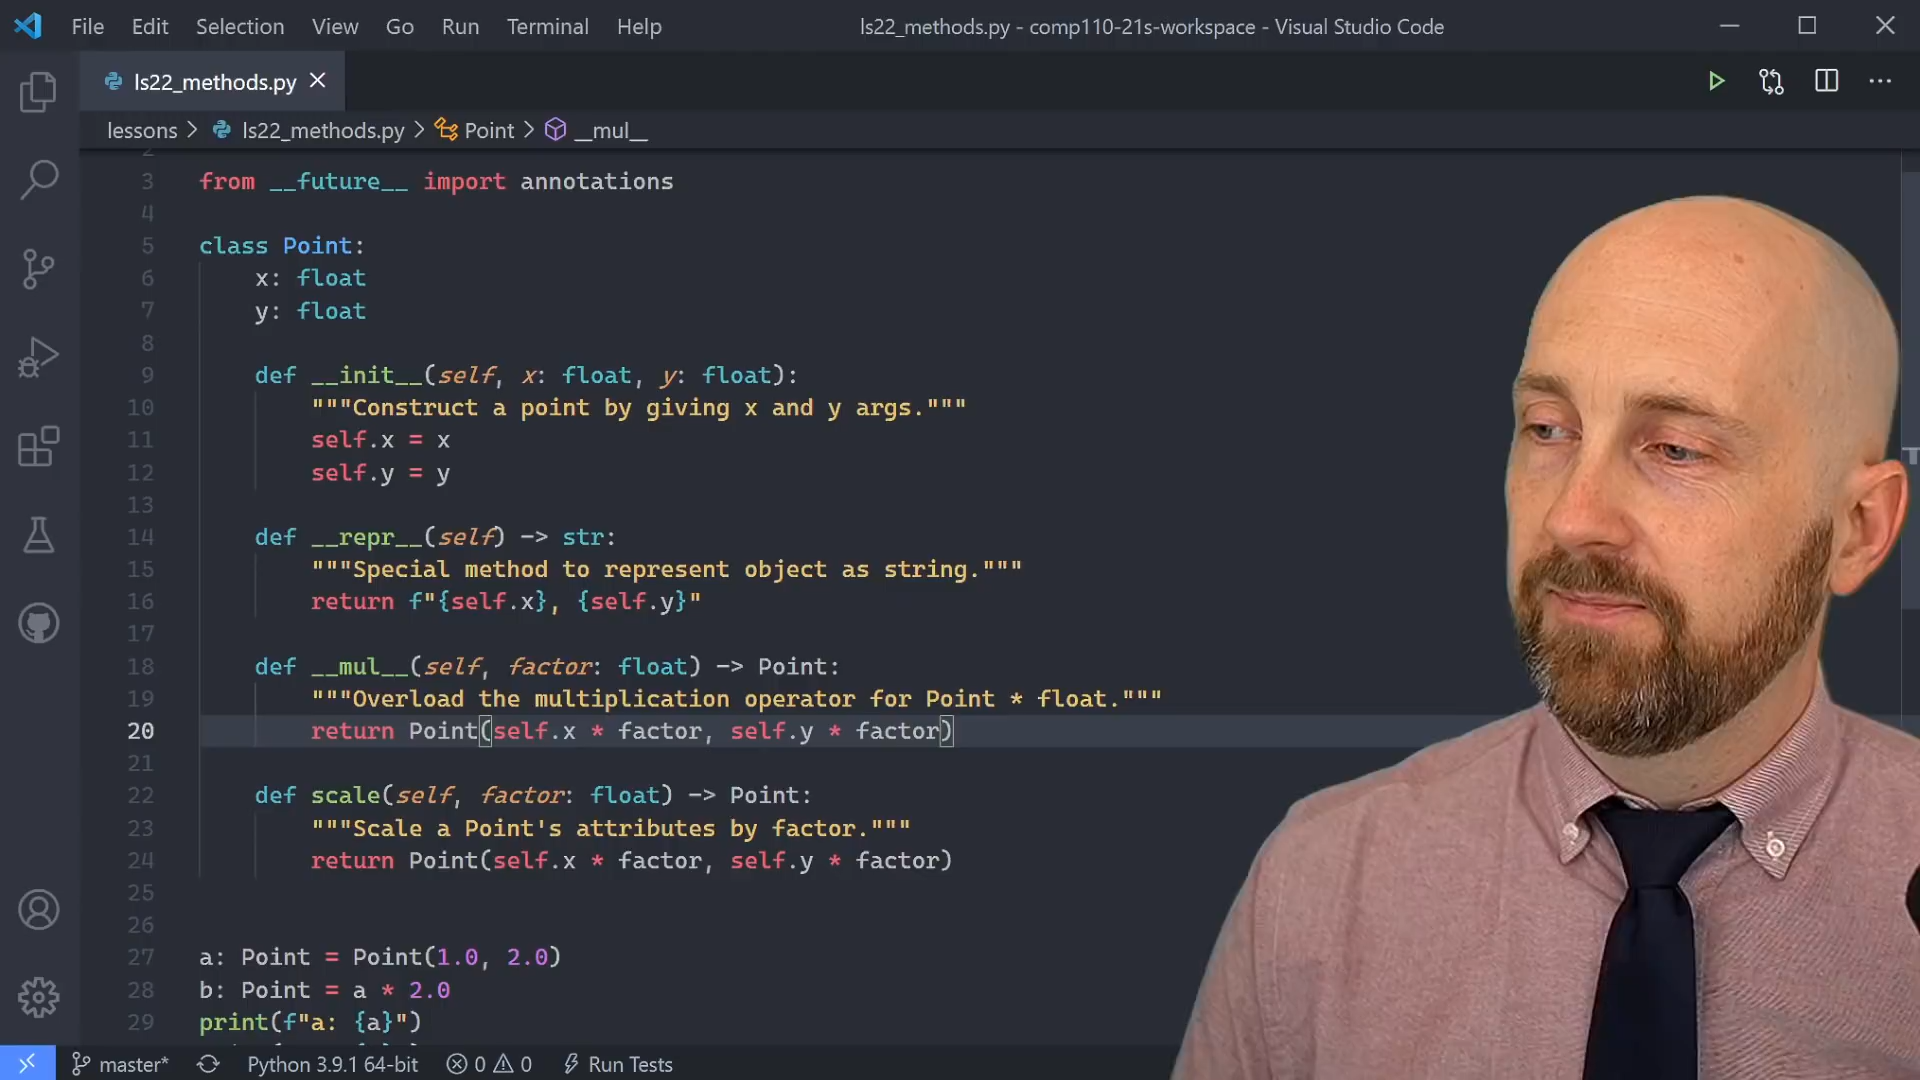 File Edit Selection View Go Run Terminal Help ls22_methods.py - comp110-21s-workspace - Visual Studio Code
ls22_methods.py
lessons > ls22_methods.py > Point > __mul__
2
3 from __future__ import annotations
4
5 class Point:
6 x: float
7 y: float
8
9 def __init__(self, x: float, y: float):
10 """Construct a point by giving x and y args."""
11 self.x = x
12 self.y = y
13
14 def __repr__(self) -> str:
15 """Special method to represent object as string."""
16 return f"{self.x}, {self.y}"
17
18 def __mul__(self, factor: float) -> Point:
19 """Overload the multiplication operator for Point * float."""
20 return Point(self.x * factor, self.y * factor)
21
22 def scale(self, factor: float) -> Point:
23 """Scale a Point's attributes by factor."""
24 return Point(self.x * factor, self.y * factor)
25
26
27 a: Point = Point(1.0, 2.0)
28 b: Point = a * 2.0
29 print(f"a: {a}")
master* Python 3.9.1 64-bit 0 0 Run Tests